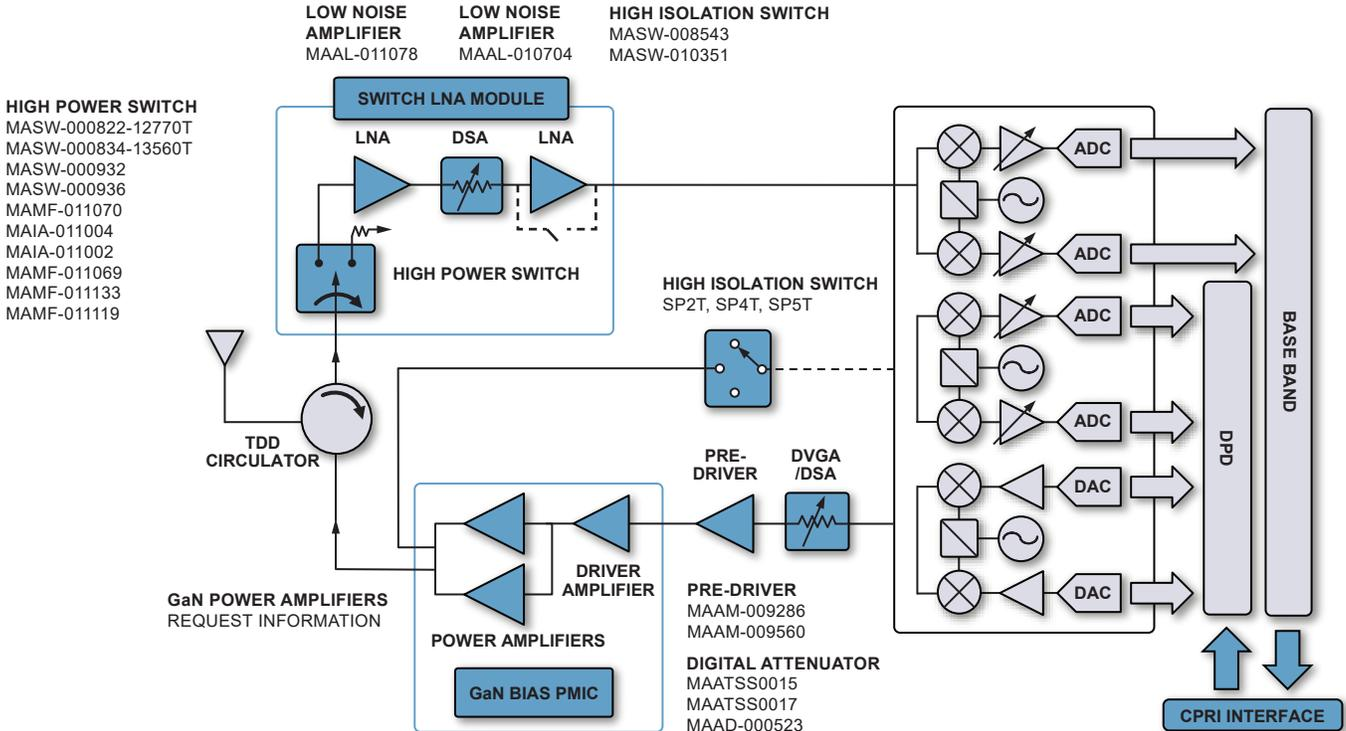 LOW NOISE
AMPLIFIER
MAAL-011078
LOW NOISE
AMPLIFIER
MAAL-010704
HIGH ISOLATION SWITCH
MASW-008543
MASW-010351
HIGH POWER SWITCH
MASW-000822-12770T
MASW-000834-13560T
MASW-000932
MASW-000936
MAMF-011070
MAIA-011004
MAIA-011002
MAMF-011069
MAMF-011133
MAMF-011119
SWITCH LNA MODULE
LNA
DSA
LNA
HIGH POWER SWITCH
HIGH ISOLATION SWITCH
SP2T, SP4T, SP5T
TDD
CIRCULATOR
PRE-
DRIVER
DVGA
/DSA
DRIVER
AMPLIFIER
POWER AMPLIFIERS
GaN BIAS PMIC
GaN POWER AMPLIFIERS
REQUEST INFORMATION
PRE-DRIVER
MAAM-009286
MAAM-009560
DIGITAL ATTENUATOR
MAATSS0015
MAATSS0017
MAAD-000523
ADC
ADC
ADC
ADC
DAC
DAC
DPD
BASE BAND
CPRI INTERFACE